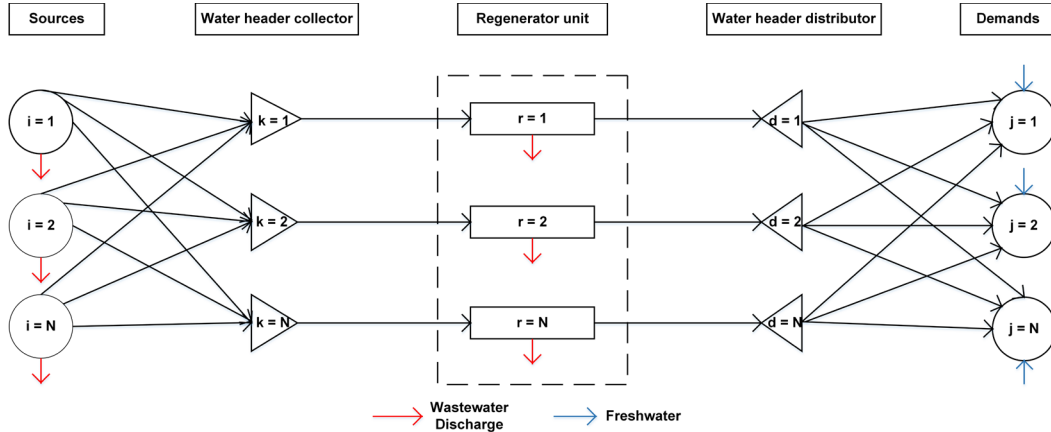 Sources
Water header collector
Regenerator unit
Water header distributor
Demands
i = 1
k = 1
r = 1
d = 1
j = 1
i = 2
k = 2
r = 2
d = 2
j = 2
i = N
k = N
r = N
d = N
j = N
Wastewater
Discharge
Freshwater